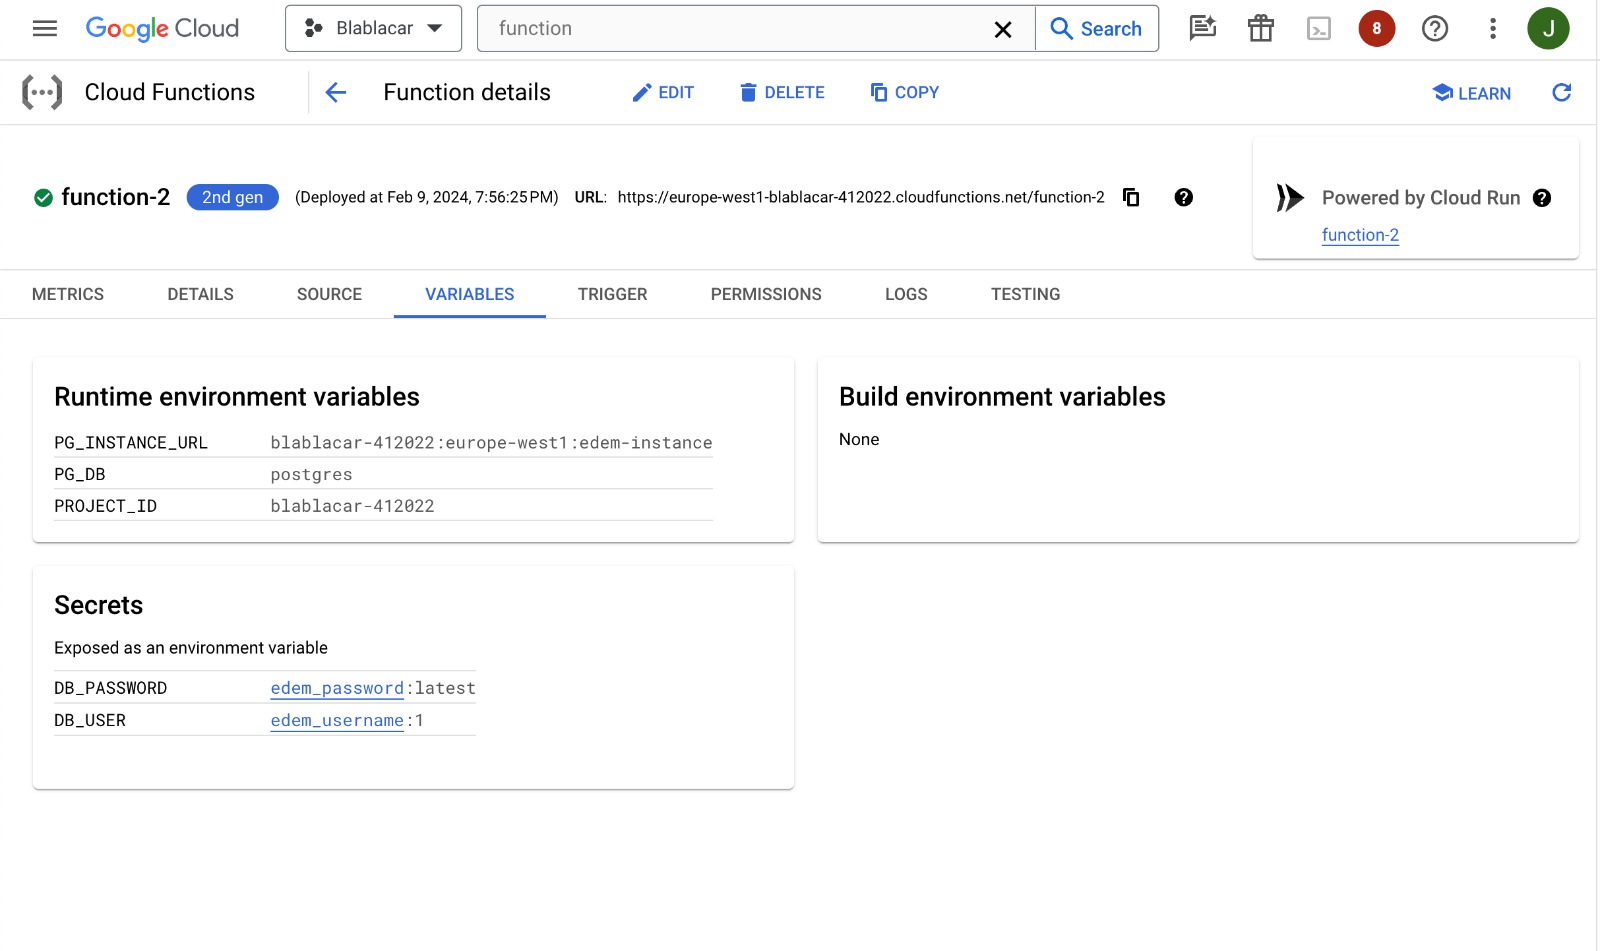 Google Cloud
Blablacar
function
Search
8
J
Cloud Functions
Function details
EDIT
DELETE
COPY
LEARN
function-2
2nd gen
(Deployed at Feb 9, 2024, 7:56:25 PM)
URL: https://europe-west1-blablacar-412022.cloudfunctions.net/function-2
Powered by Cloud Run
function-2
METRICS
DETAILS
SOURCE
VARIABLES
TRIGGER
PERMISSIONS
LOGS
TESTING
Runtime environment variables
PG_INSTANCE_URL blablacar-412022:europe-west1:edem-instance
PG_DB postgres
PROJECT_ID blablacar-412022
Build environment variables
None
Secrets
Exposed as an environment variable
DB_PASSWORD edem_password:latest
DB_USER edem_username:1